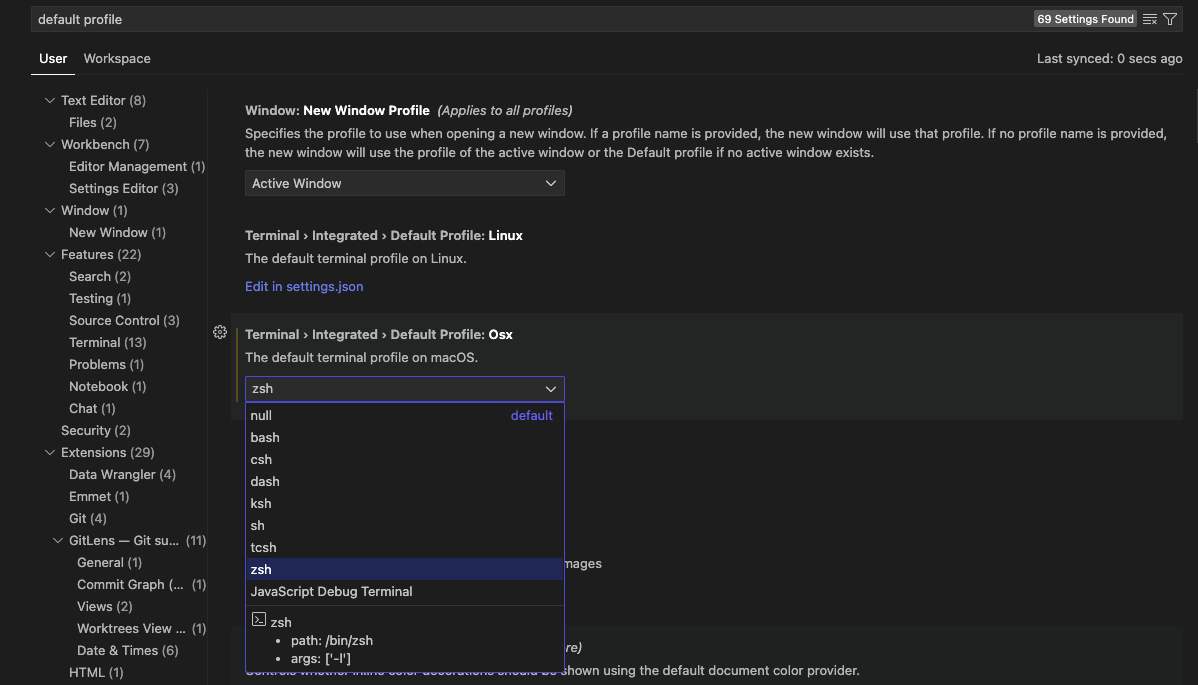 default profile
69 Settings Found
User
Workspace
Last synced: 0 secs ago
Text Editor (8)
Files (2)
Workbench (7)
Editor Management (1)
Settings Editor (3)
Window (1)
New Window (1)
Features (22)
Search (2)
Testing (1)
Source Control (3)
Terminal (13)
Problems (1)
Notebook (1)
Chat (1)
Security (2)
Extensions (29)
Data Wrangler (4)
Emmet (1)
Git (4)
GitLens — Git su... (11)
General (1)
Commit Graph (... (1)
Views (2)
Worktrees View ... (1)
Date & Times (6)
HTML (1)
Window: New Window Profile (Applies to all profiles)
Specifies the profile to use when opening a new window. If a profile name is provided, the new window will use that profile. If no profile name is provided,
the new window will use the profile of the active window or the Default profile if no active window exists.
Active Window
Terminal › Integrated › Default Profile: Linux
The default terminal profile on Linux.
Edit in settings.json
Terminal › Integrated › Default Profile: Osx
The default terminal profile on macOS.
zsh
null default
bash
csh
dash
ksh
sh
tcsh
zsh
JavaScript Debug Terminal
zsh
• path: /bin/zsh
• args: ['-l']
shown using the default document color provider.